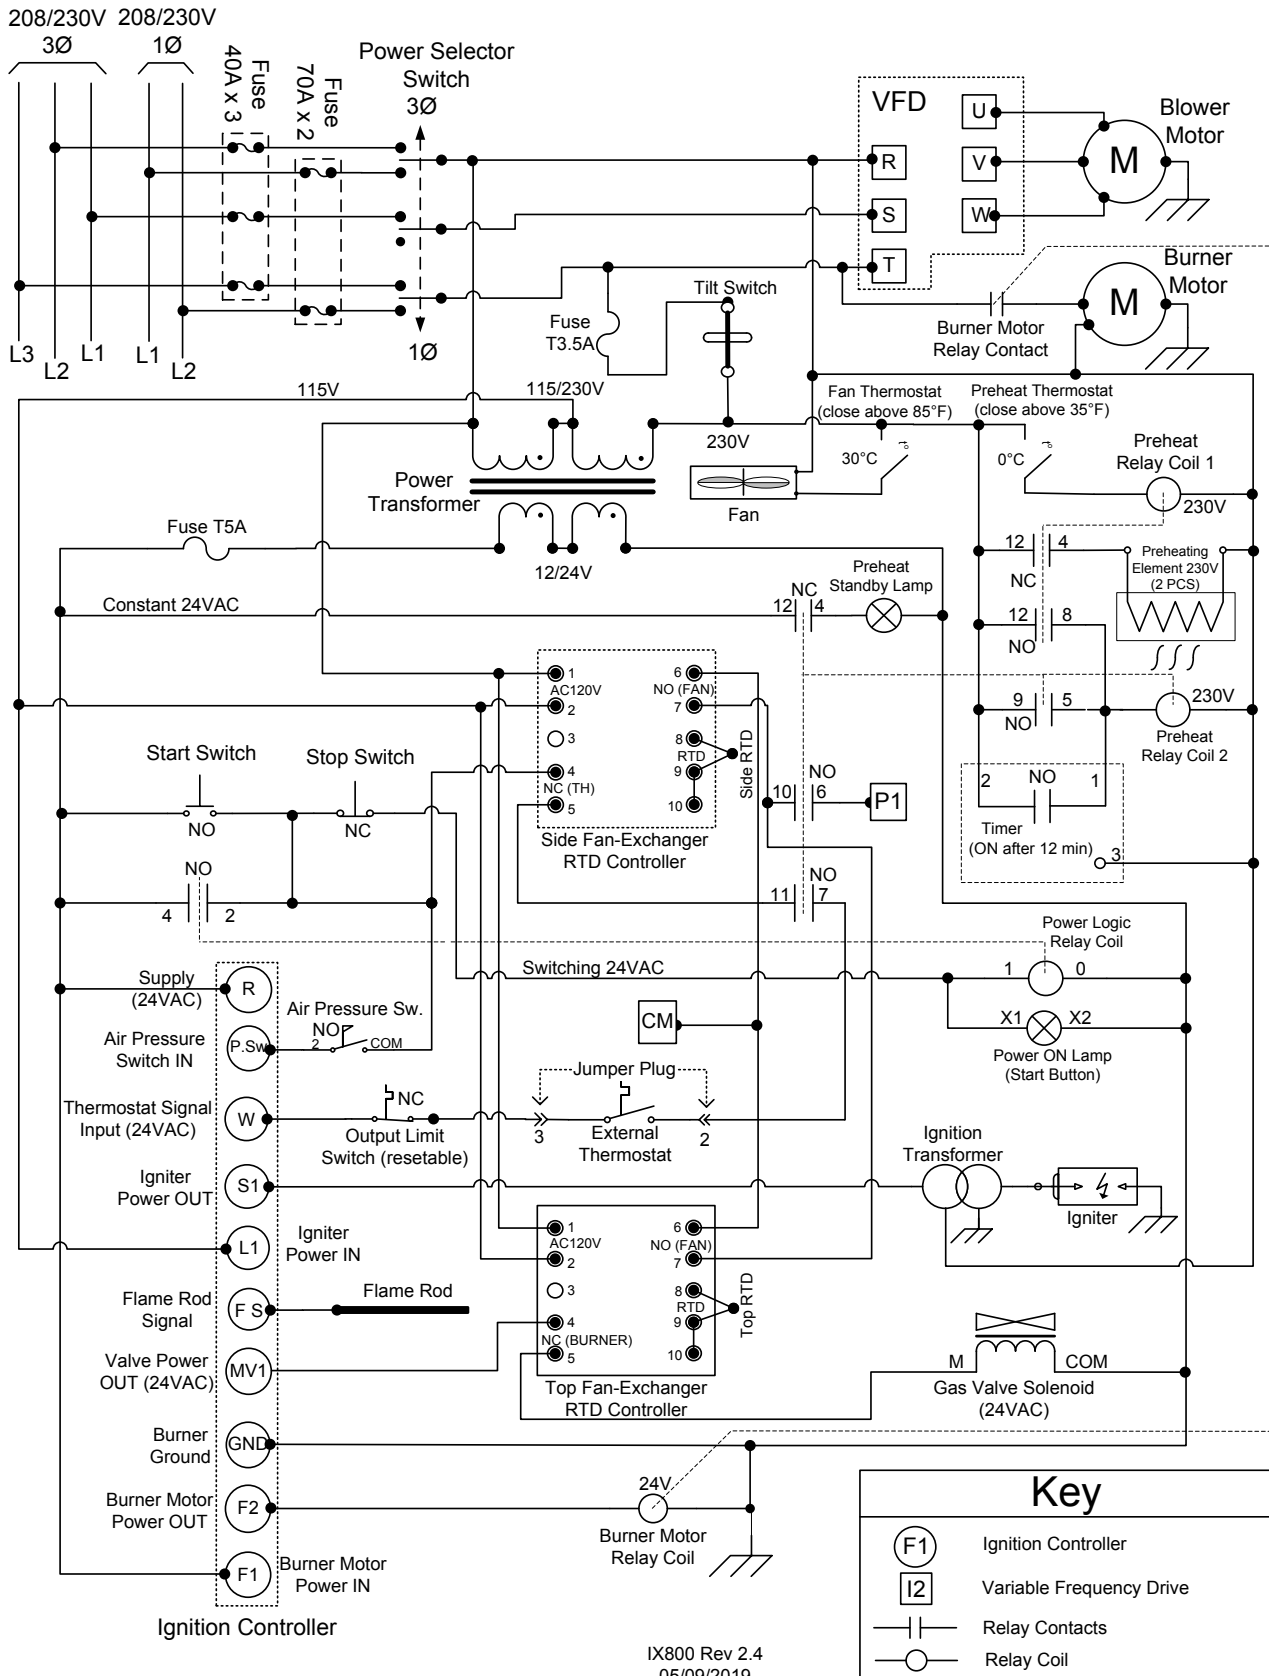 208/230V 208/230V
3Ø 1Ø
Fuse
40A x 3
Fuse
70A x 2
Power Selector
Switch
3Ø
1Ø
L3 L2 L1 L1 L2
VFD
U
V
W
R
S
T
Blower
Motor
M
Burner
Motor
M
Burner Motor
Relay Contact
Tilt Switch
Fuse
T3.5A
115V
115/230V
230V
Fan Thermostat
(close above 85°F)
Preheat Thermostat
(close above 35°F)
30°C
0°C
tº
tº
Preheat
Relay Coil 1
230V
Power
Transformer
Fan
Fuse T5A
12/24V
Constant 24VAC
NC
12 4
Preheat
Standby Lamp
12 4
NC
Preheating
Element 230V
(2 PCS)
12 8
NO
9 5
NO
230V
Preheat
Relay Coil 2
2 NO 1
Timer
(ON after 12 min)
3
1
AC120V
2
3
4
NC (TH)
5
6
NO (FAN)
7
8
RTD
9
10
Side RTD
Side Fan-Exchanger
RTD Controller
NO
10 6
P1
NO
11 7
Start Switch
NO
Stop Switch
NC
NO
4 2
Power Logic
Relay Coil
Switching 24VAC
1 0
X1 X2
Power ON Lamp
(Start Button)
Supply
(24VAC)
R
Air Pressure
Switch IN
P.Sw
Air Pressure Sw.
NO
2 COM
CM
Jumper Plug
Thermostat Signal
Input (24VAC)
W
NC
Output Limit
Switch (resetable)
3
External
Thermostat
2
Igniter
Power OUT
S1
Ignition
Transformer
Igniter
L1
Igniter
Power IN
1
AC120V
2
3
4
NC (BURNER)
5
6
NO (FAN)
7
8
RTD
9
10
Top RTD
Top Fan-Exchanger
RTD Controller
Flame Rod
Signal
F S
Flame Rod
Valve Power
OUT (24VAC)
MV1
M COM
Gas Valve Solenoid
(24VAC)
Burner
Ground
GND
Burner Motor
Power OUT
F2
24V
Burner Motor
Relay Coil
F1
Burner Motor
Power IN
Ignition Controller
Key
F1 Ignition Controller
I2 Variable Frequency Drive
Relay Contacts
Relay Coil
IX800 Rev 2.4
05/09/2019